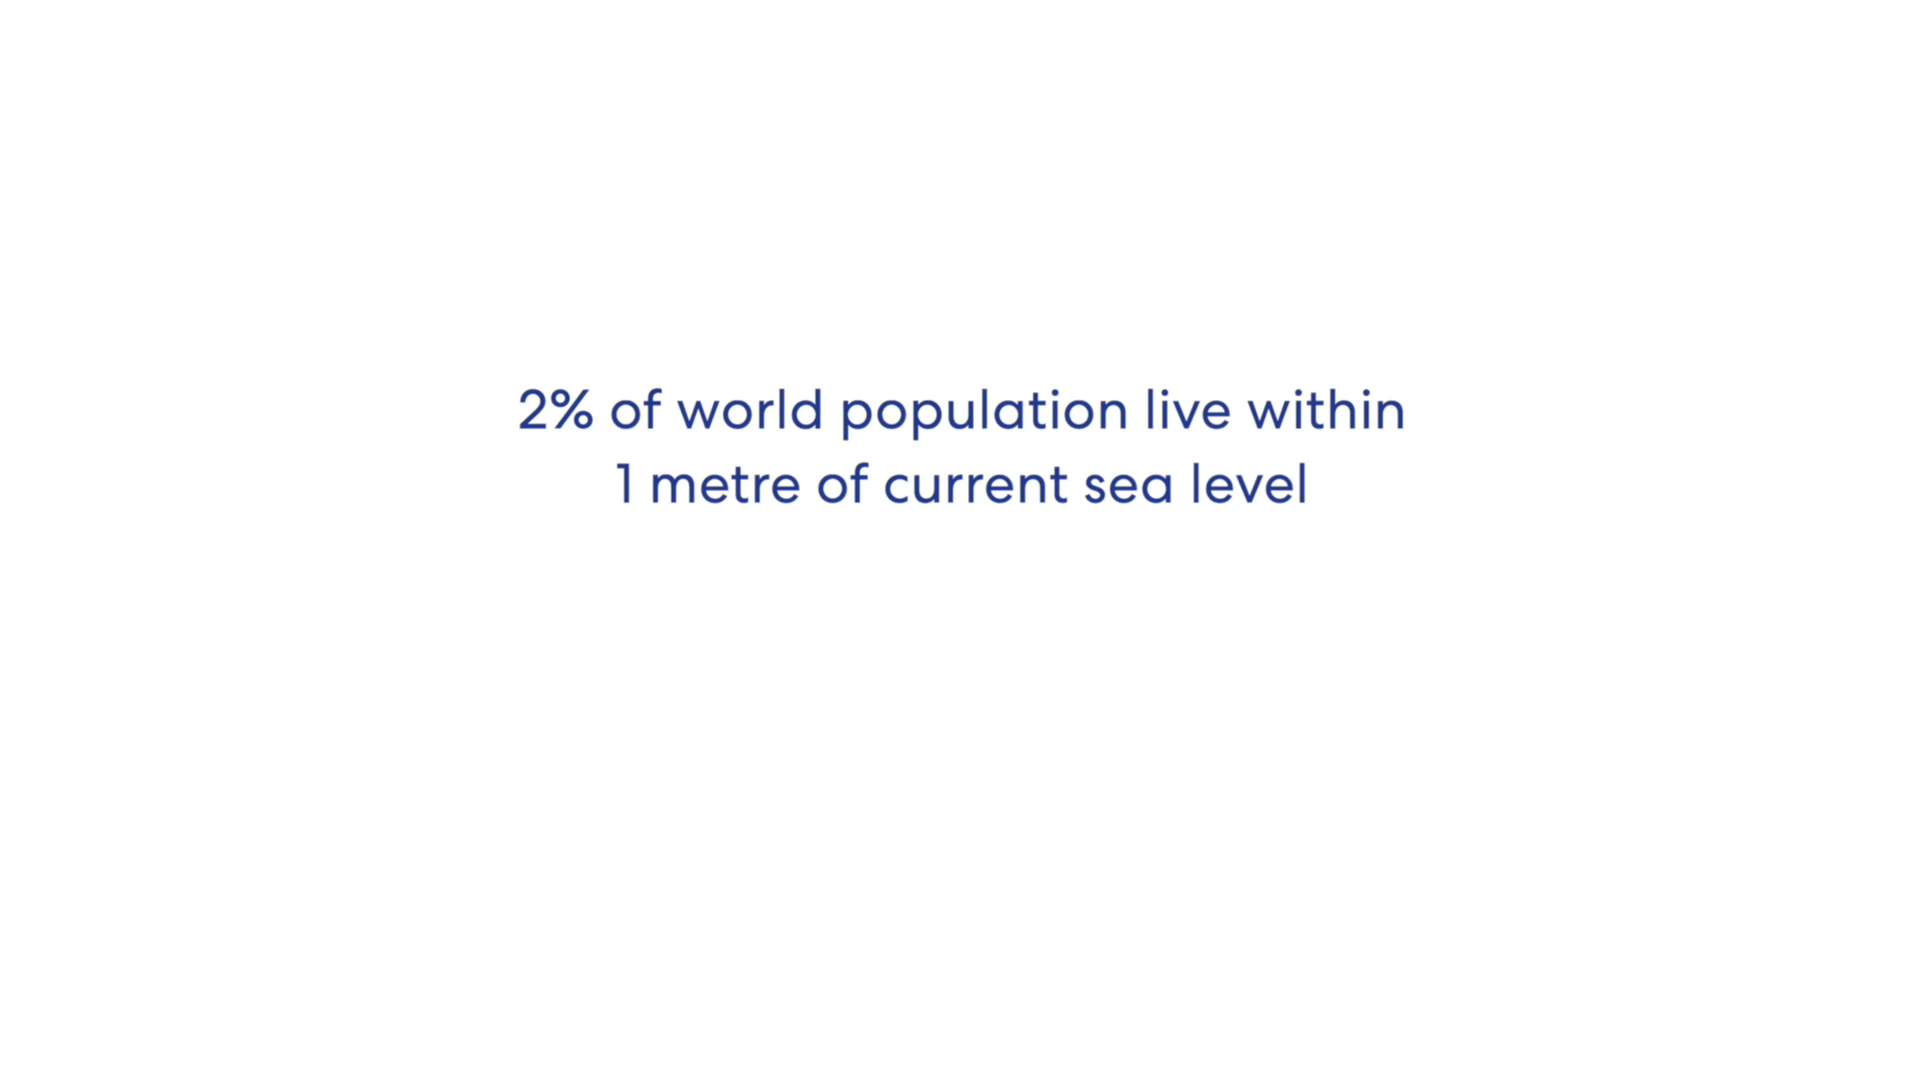 2% of world population live within
1 metre of current sea level